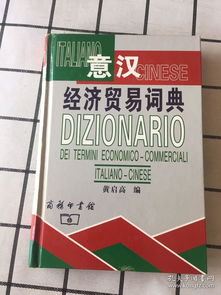 ITALIANO
意汉
CINESE
经济贸易词典
DIZIONARIO
DEI TERMINI ECONOMICO-COMMERCIALI
ITALIANO-CINESE
黄启高 编
商务印书馆